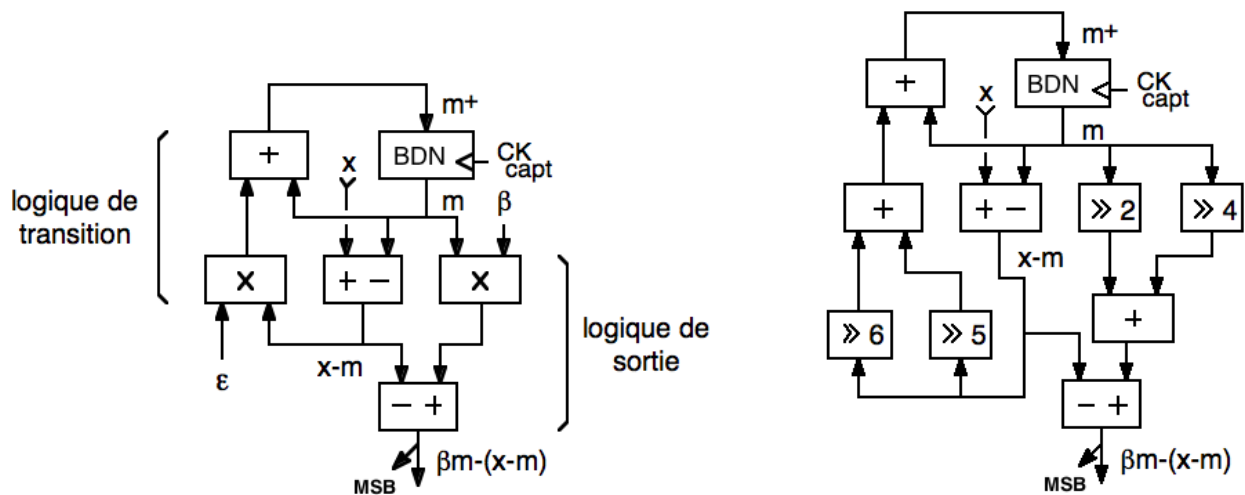 m+
+
BDN
CK
capt
x
m
β
logique de
transition
x
+ −
x
x-m
ε
logique de
sortie
− +
βm-(x-m)
MSB
m+
+
BDN
CK
capt
x
m
+
+ −
≫ 2
≫ 4
x-m
≫ 6
≫ 5
+
− +
βm-(x-m)
MSB